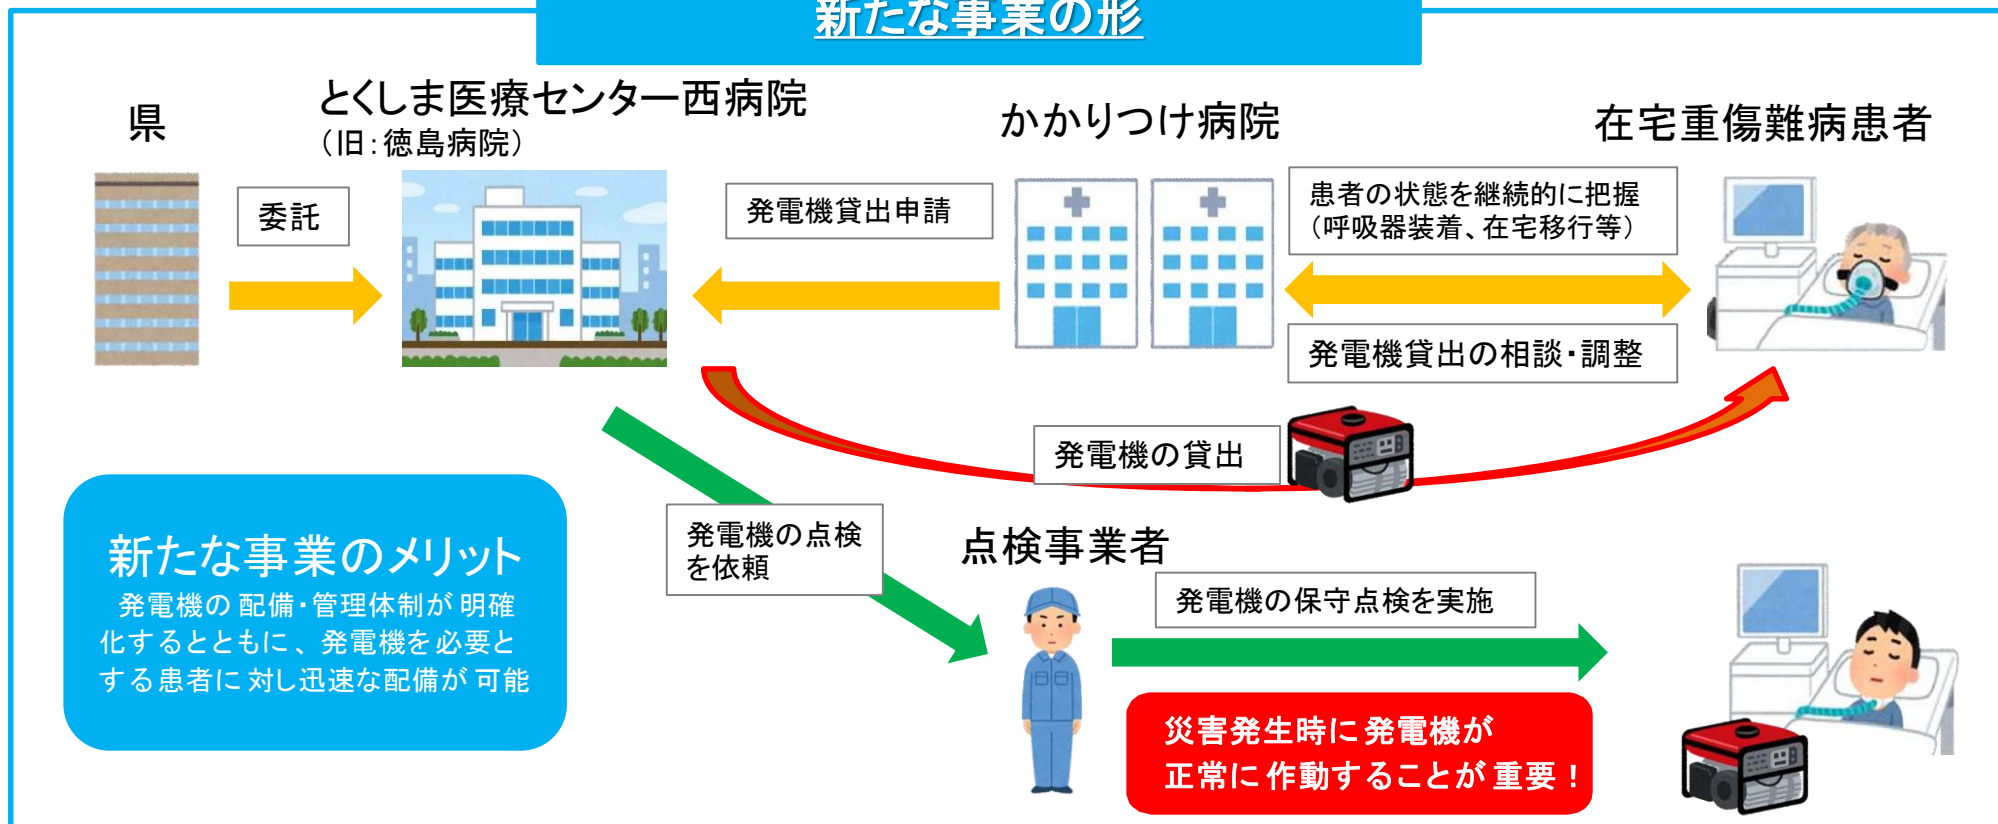 新たな事業の形
県
とくしま医療センター西病院
（旧：徳島病院）
かかりつけ病院
在宅重傷難病患者
委託
発電機貸出申請
患者の状態を継続的に把握
（呼吸器装着、在宅移行等）
発電機貸出の相談・調整
発電機の貸出
発電機の点検
を依頼
点検事業者
発電機の保守点検を実施
新たな事業のメリット
発電機の配備・管理体制が明確
化するとともに、発電機を必要と
する患者に対し迅速な配備が可能
災害発生時に発電機が
正常に作動することが重要！